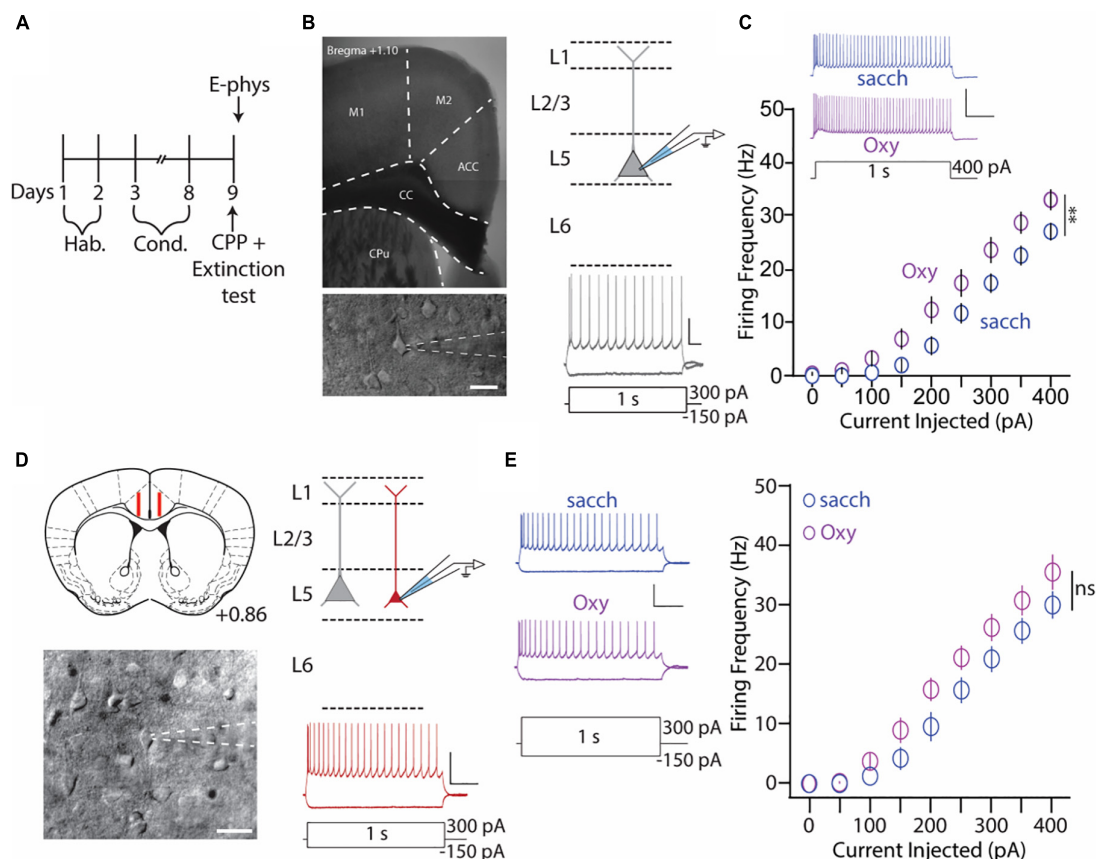 A
E-phys
Days 1 2 3 8 9
Hab. Cond. CPP +
Extinction
test
B
Bregma +1.10
M1
M2
ACC
CC
CPu
L1
L2/3
L5
L6
1 s
300 pA
-150 pA
C
sacch
Oxy
1 s
400 pA
Firing Frequency (Hz)
50
40
30
20
10
0
Oxy
sacch
**
0 100 200 300 400
Current Injected (pA)
D
+0.86
L1
L2/3
L5
L6
1 s
300 pA
-150 pA
E
sacch
Oxy
1 s
300 pA
-150 pA
Firing Frequency (Hz)
50
40
30
20
10
0
sacch
Oxy
ns
0 100 200 300 400
Current Injected (pA)